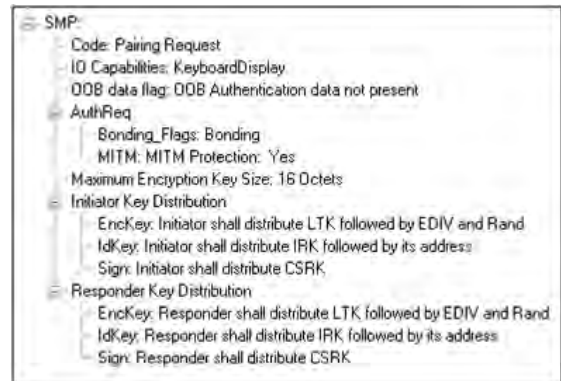 SMP:
Code: Pairing Request
IO Capabilities: KeyboardDisplay
OOB data flag: OOB Authentication data not present
AuthReq
Bonding_Flags: Bonding
MITM: MITM Protection: Yes
Maximum Encryption Key Size: 16 Octets
Initiator Key Distribution
EncKey: Initiator shall distribute LTK followed by EDIV and Rand
IdKey: Initiator shall distribute IRK followed by its address
Sign: Initiator shall distribute CSRK
Responder Key Distribution
EncKey: Responder shall distribute LTK followed by EDIV and Rand
IdKey: Responder shall distribute IRK followed by its address
Sign: Responder shall distribute CSRK